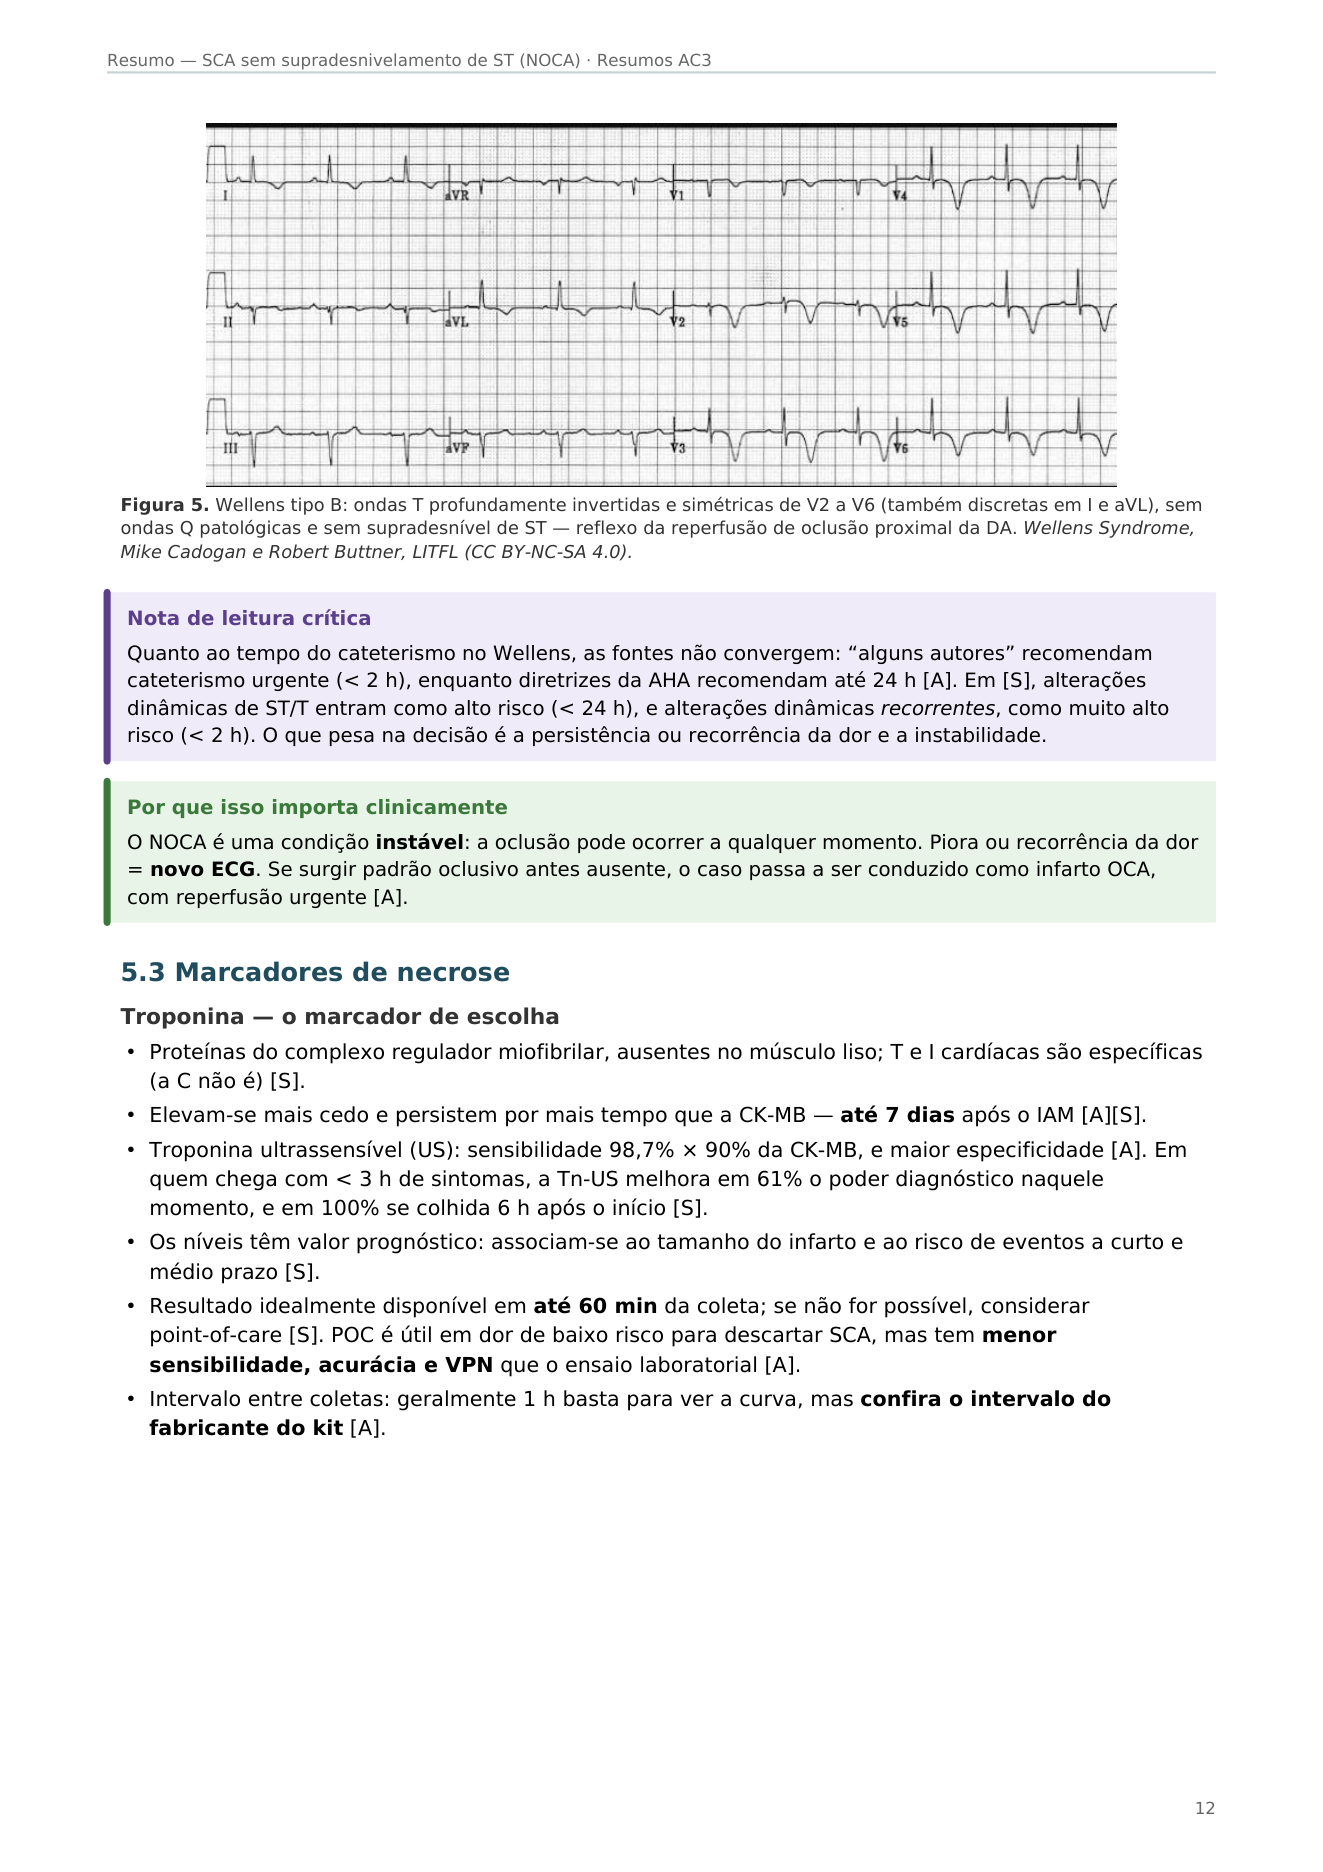 Resumo — SCA sem supradesnivelamento de ST (NOCA) · Resumos AC3
I
aVR
V1
V4
II
aVL
V2
V5
III
aVF
V3
V6
Figura 5. Wellens tipo B: ondas T profundamente invertidas e simétricas de V2 a V6 (também discretas em I e aVL), sem
ondas Q patológicas e sem supradesnível de ST — reflexo da reperfusão de oclusão proximal da DA. Wellens Syndrome,
Mike Cadogan e Robert Buttner, LITFL (CC BY-NC-SA 4.0).
Nota de leitura crítica
Quanto ao tempo do cateterismo no Wellens, as fontes não convergem: “alguns autores” recomendam
cateterismo urgente (< 2 h), enquanto diretrizes da AHA recomendam até 24 h [A]. Em [S], alterações
dinâmicas de ST/T entram como alto risco (< 24 h), e alterações dinâmicas recorrentes, como muito alto
risco (< 2 h). O que pesa na decisão é a persistência ou recorrência da dor e a instabilidade.
Por que isso importa clinicamente
O NOCA é uma condição instável: a oclusão pode ocorrer a qualquer momento. Piora ou recorrência da dor
= novo ECG. Se surgir padrão oclusivo antes ausente, o caso passa a ser conduzido como infarto OCA,
com reperfusão urgente [A].
5.3 Marcadores de necrose
Troponina — o marcador de escolha
• Proteínas do complexo regulador miofibrilar, ausentes no músculo liso; T e I cardíacas são específicas
(a C não é) [S].
• Elevam-se mais cedo e persistem por mais tempo que a CK-MB — até 7 dias após o IAM [A][S].
• Troponina ultrassensível (US): sensibilidade 98,7% × 90% da CK-MB, e maior especificidade [A]. Em
quem chega com < 3 h de sintomas, a Tn-US melhora em 61% o poder diagnóstico naquele
momento, e em 100% se colhida 6 h após o início [S].
• Os níveis têm valor prognóstico: associam-se ao tamanho do infarto e ao risco de eventos a curto e
médio prazo [S].
• Resultado idealmente disponível em até 60 min da coleta; se não for possível, considerar
point-of-care [S]. POC é útil em dor de baixo risco para descartar SCA, mas tem menor
sensibilidade, acurácia e VPN que o ensaio laboratorial [A].
• Intervalo entre coletas: geralmente 1 h basta para ver a curva, mas confira o intervalo do
fabricante do kit [A].
12